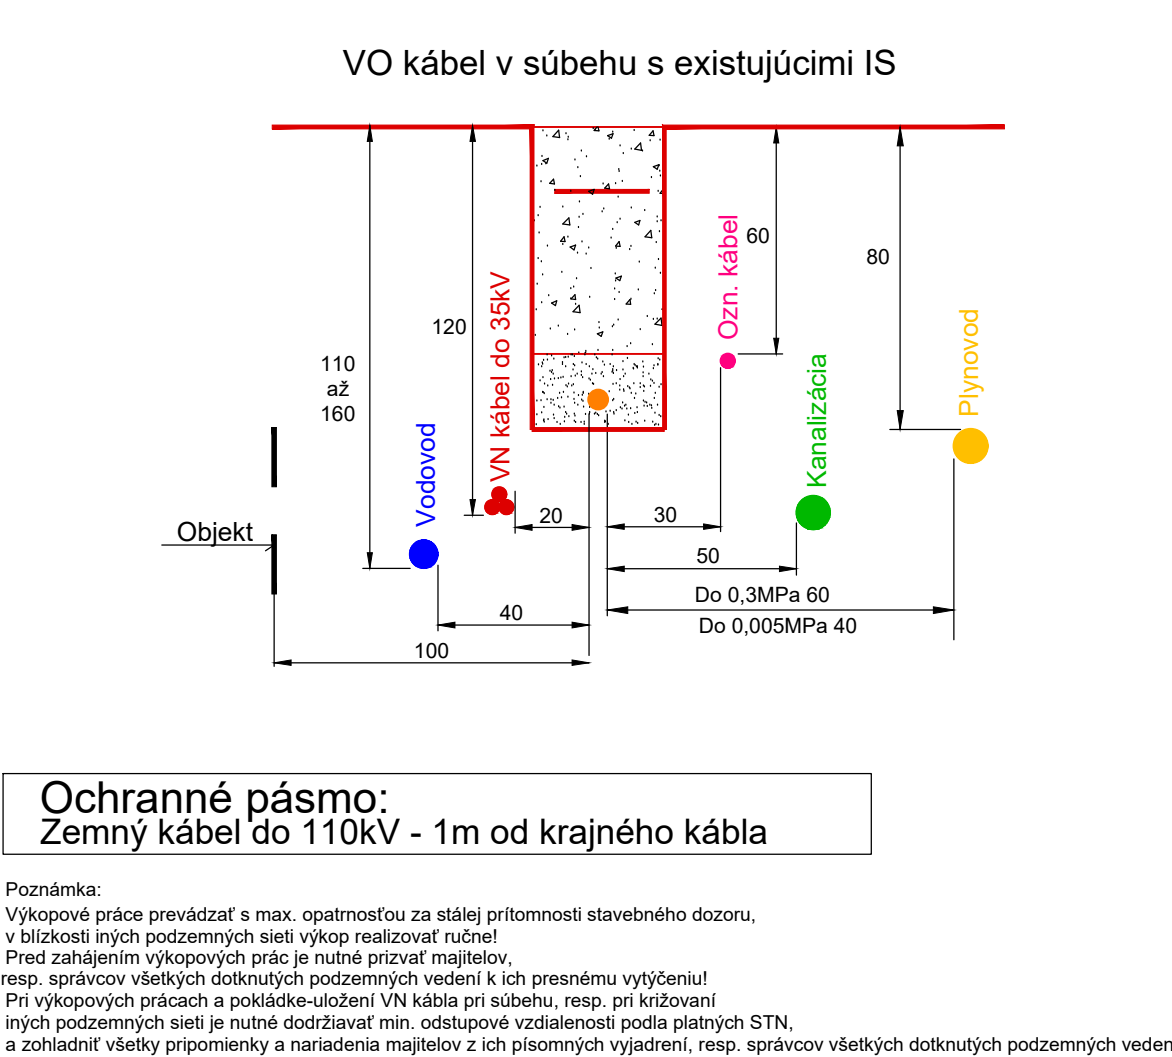 VO kábel v súbehu s existujúcimi IS
110
až
160
120
60
80
Vodovod
VN kábel do 35kV
Ozn. kábel
Kanalizácia
Plynovod
Objekt
20
30
50
Do 0,3MPa 60
Do 0,005MPa 40
40
100
Ochranné pásmo:
Zemný kábel do 110kV - 1m od krajného kábla
Poznámka:
Výkopové práce prevádzať s max. opatrnosťou za stálej prítomnosti stavebného dozoru,
v blízkosti iných podzemných sieti výkop realizovať ručne!
Pred zahájením výkopových prác je nutné prizvať majitelov,
resp. správcov všetkých dotknutých podzemných vedení k ich presnému vytýčeniu!
Pri výkopových prácach a pokládke-uložení VN kábla pri súbehu, resp. pri križovaní
iných podzemných sieti je nutné dodržiavať min. odstupové vzdialenosti podla platných STN,
a zohladniť všetky pripomienky a nariadenia majitelov z ich písomných vyjadrení, resp. správcov všetkých dotknutých podzemných veden